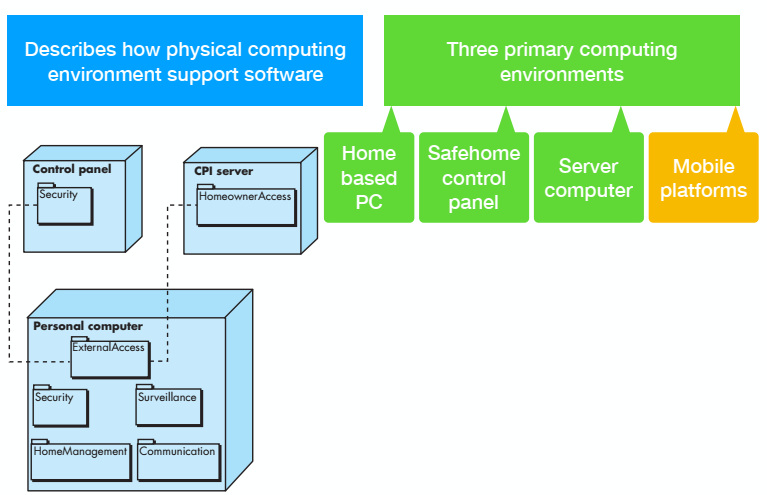 Describes how physical computing
environment support software
Three primary computing
environments
Home
based
PC
Safehome
control
panel
Server
computer
Mobile
platforms
Control panel
Security
CPI server
HomeownerAccess
Personal computer
ExternalAccess
Security
Surveillance
HomeManagement
Communication